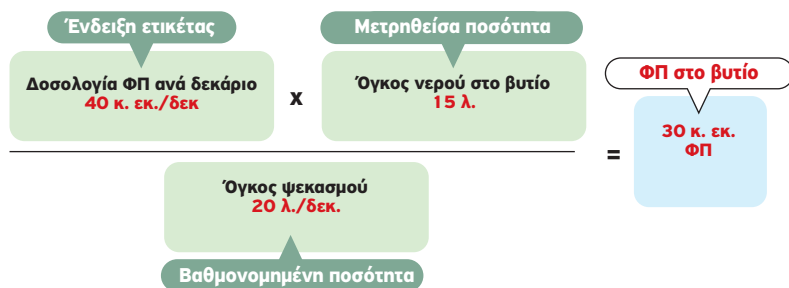 Ένδειξη ετικέτας
Δοσολογία ΦΠ ανά δεκάριο
40 κ. εκ./δεκ
x
Μετρηθείσα ποσότητα
Όγκος νερού στο βυτίο
15 λ.
Όγκος ψεκασμού
20 λ./δεκ.
Βαθμονομημένη ποσότητα
=
ΦΠ στο βυτίο
30 κ. εκ.
ΦΠ